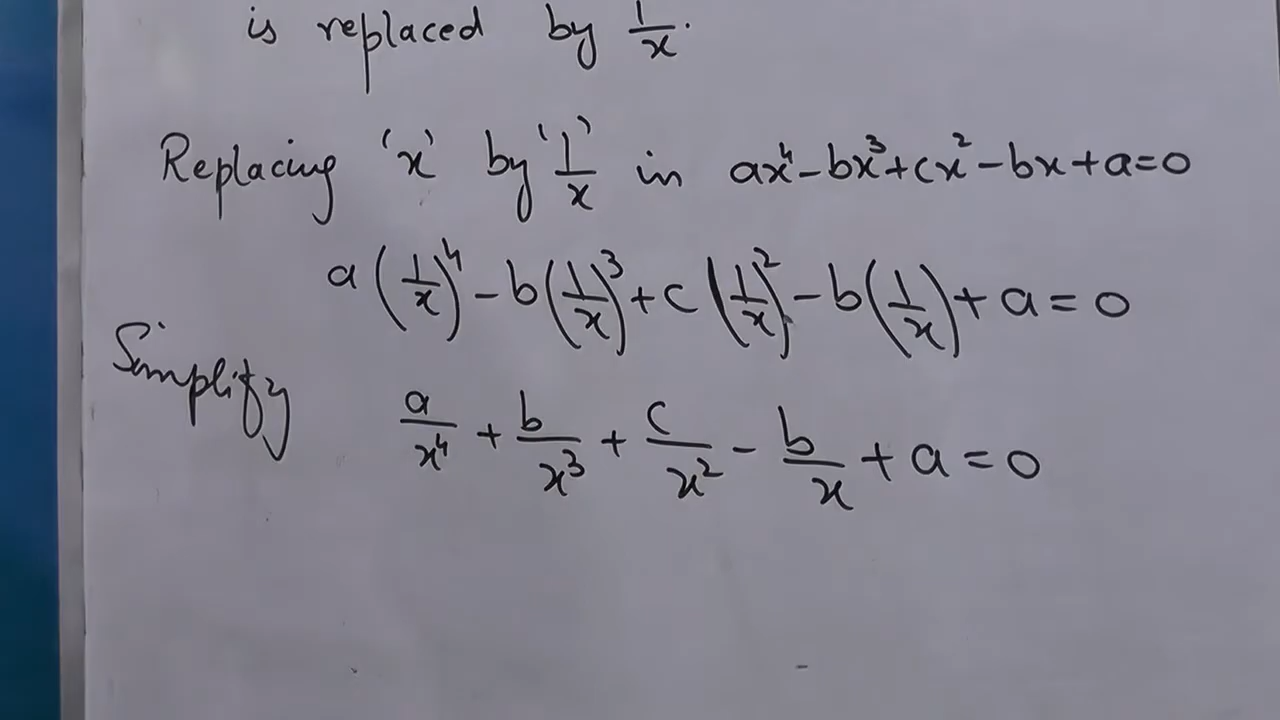 is replaced by 1/x.
Replacing 'x' by '1/x' in ax⁴-bx³+cx²-bx+a=0
a(1/x)⁴-b(1/x)³+c(1/x)²-b(1/x)+a=0
Simplify
a/x⁴+b/x³+c/x²-b/x+a=0